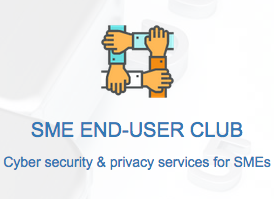 SME END-USER CLUB
Cyber security & privacy services for SMEs